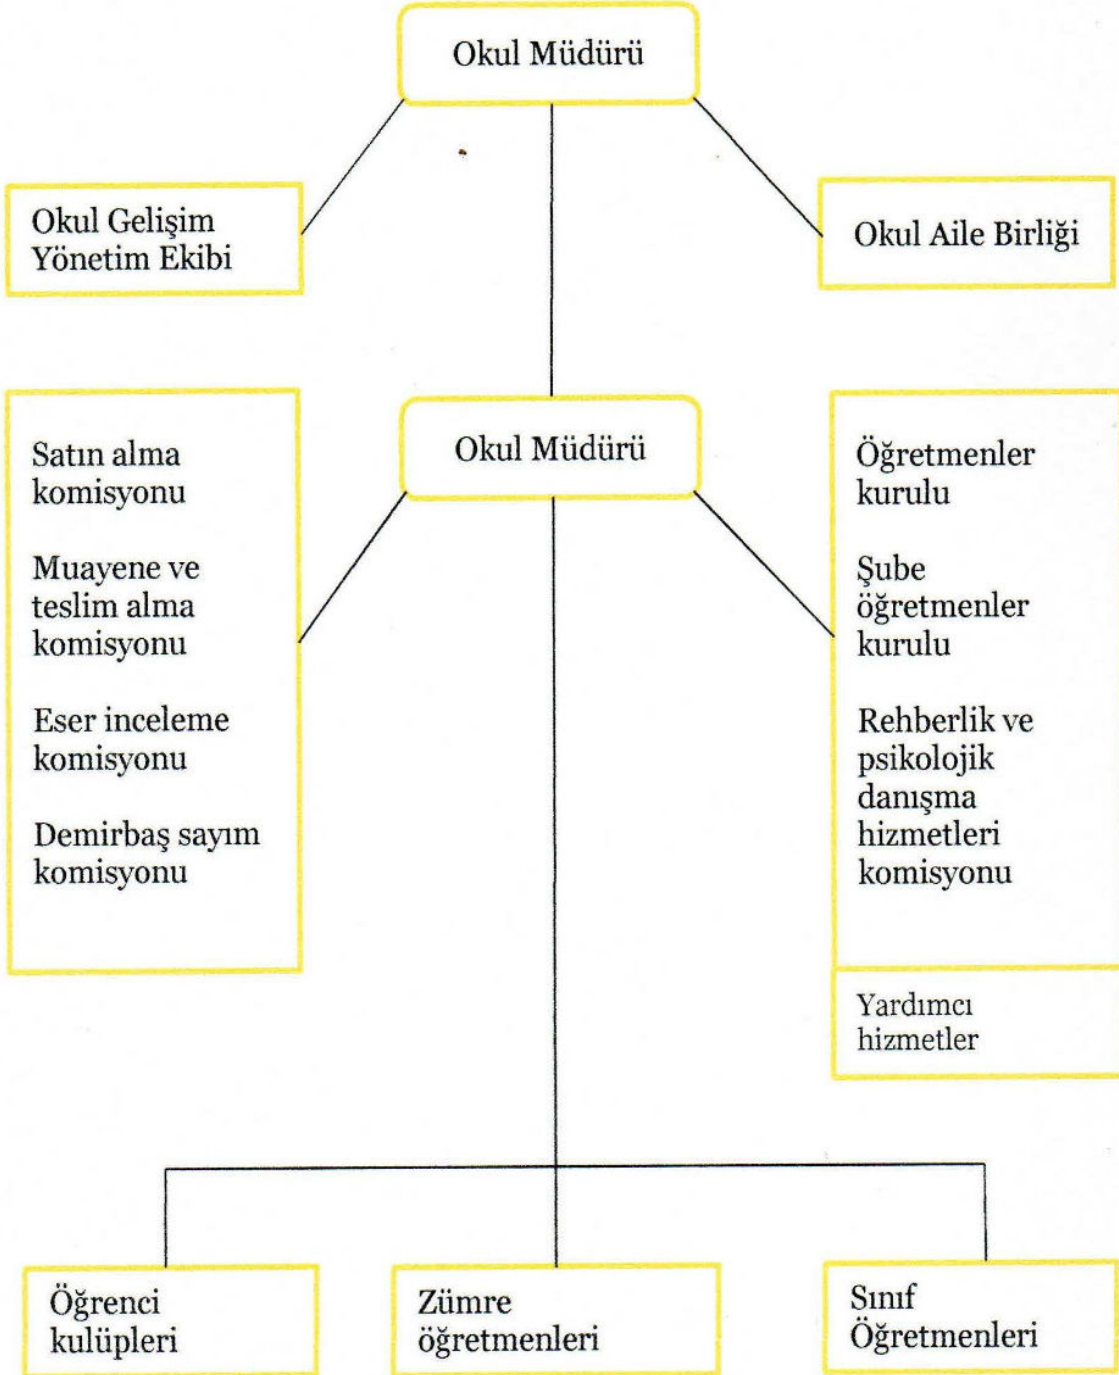 Okul Müdürü
Okul Gelişim
Yönetim Ekibi
Okul Aile Birliği
Okul Müdürü
Satın alma
komisyonu
Muayene ve
teslim alma
komisyonu
Eser inceleme
komisyonu
Demirbaş sayım
komisyonu
Öğretmenler
kurulu
Şube
öğretmenler
kurulu
Rehberlik ve
psikolojik
danışma
hizmetleri
komisyonu
Yardımcı
hizmetler
Öğrenci
kulüpleri
Zümre
öğretmenleri
Sınıf
Öğretmenleri